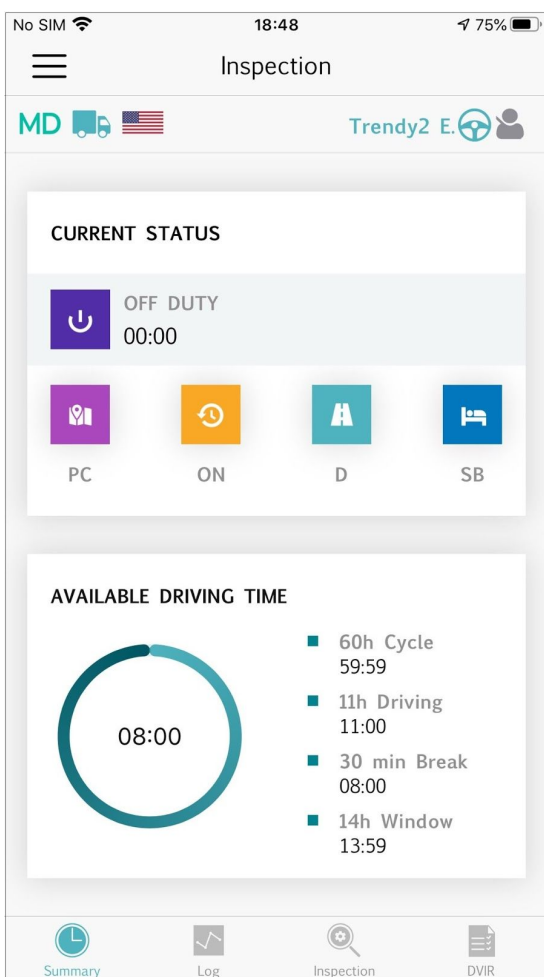 No SIM 18:48 75%
Inspection
MD Trendy2 E.
CURRENT STATUS
OFF DUTY
00:00
PC ON D SB
AVAILABLE DRIVING TIME
08:00
60h Cycle
59:59
11h Driving
11:00
30 min Break
08:00
14h Window
13:59
Summary Log Inspection DVIR